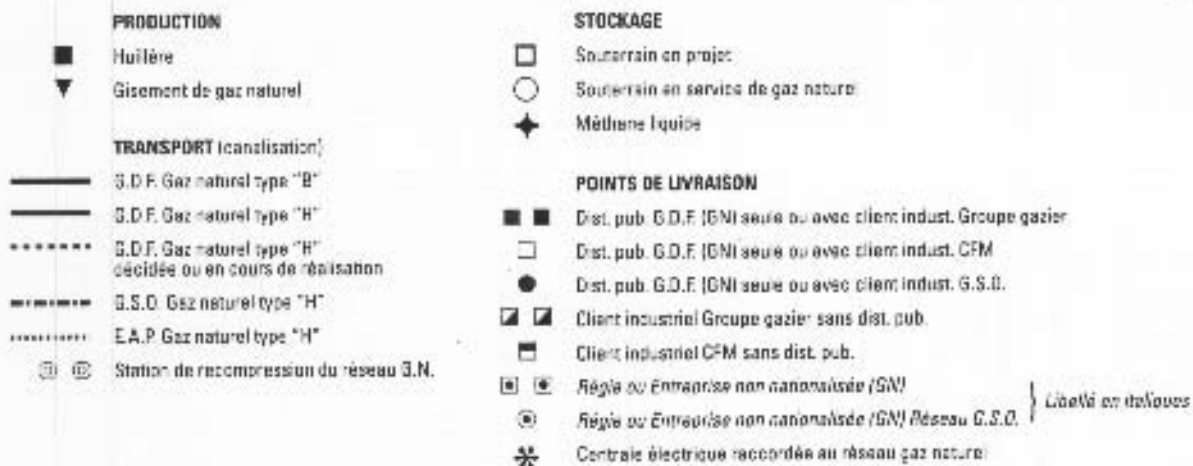 PRODUCTION
Huillère
Gisement de gaz naturel
TRANSPORT (canalisation)
G.D.F. Gaz naturel type "B"
G.D.F. Gaz naturel type "H"
G.D.F. Gaz naturel type "H"
décidée ou en cours de réalisation
G.S.O. Gaz naturel type "H"
E.A.P. Gaz naturel type "H"
Station de recompression du réseau G.N.
STOCKAGE
Souterrain en projet
Souterrain en service de gaz naturel
Méthane liquide
POINTS DE LIVRAISON
Dist. pub. G.D.F. (GN) seule ou avec client indust. Groupe gazier
Dist. pub. G.D.F. (GN) seule ou avec client indust. CFM
Dist. pub. G.D.F. (GN) seule ou avec client indust. G.S.O.
Client industriel Groupe gazier sans dist. pub.
Client industriel CFM sans dist. pub.
Régie ou Entreprise non nationalisée (GN)
Régie ou Entreprise non nationalisée (GN) Réseau G.S.O.
Libellé en italiques
Centrale électrique raccordée au réseau gaz naturel